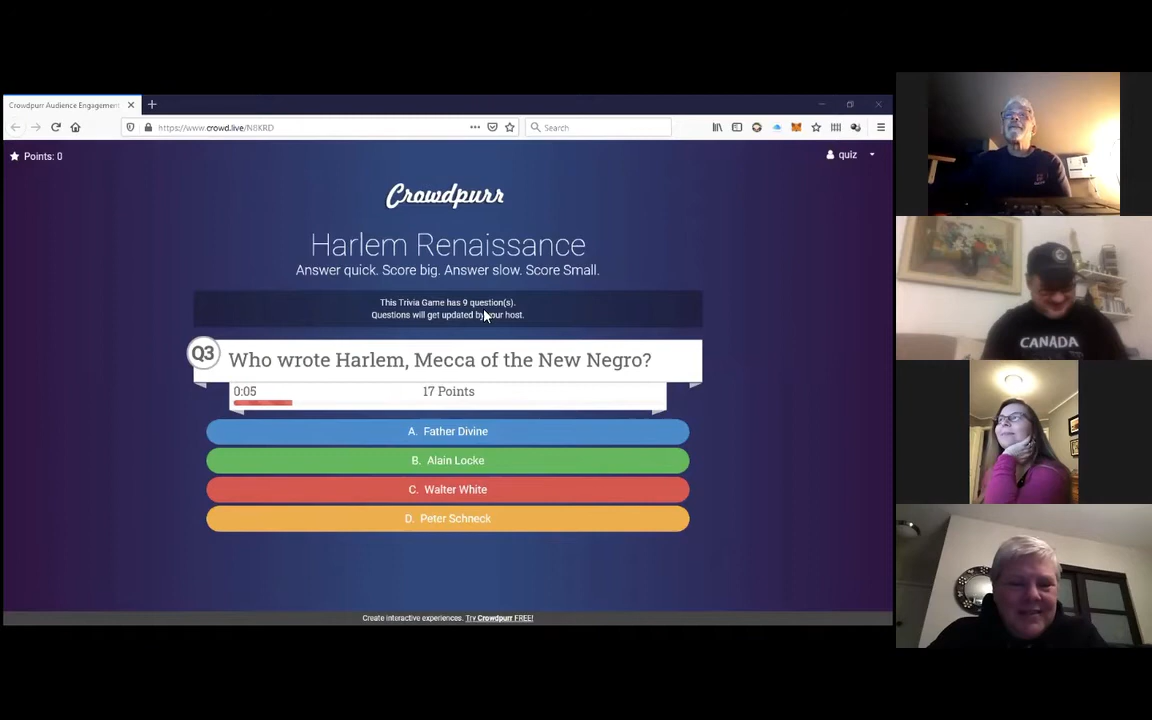 Crowdpurr Audience Engagement
https://www.crowd.live/N8KRD
Search
Points: 0
quiz
Crowdpurr
Harlem Renaissance
Answer quick. Score big. Answer slow. Score Small.
This Trivia Game has 9 question(s).
Questions will get updated by your host.
Q3
Who wrote Harlem, Mecca of the New Negro?
0:05
17 Points
A. Father Divine
B. Alain Locke
C. Walter White
D. Peter Schneck
Create interactive experiences. Try Crowdpurr FREE!
CANADA